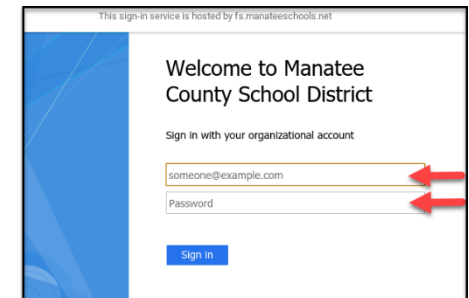 This sign-in service is hosted by fs.manateeschools.net
Welcome to Manatee
County School District
Sign in with your organizational account
someone@example.com
Password
Sign in